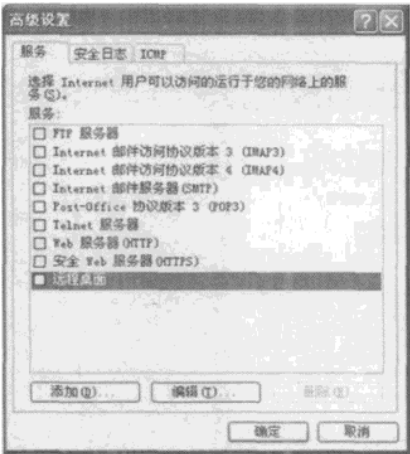 高级设置
服务 安全日志 ICMP
选择 Internet 用户可以访问的运行于您的网络上的服
务(S)。
服务:
FTP 服务器
Internet 邮件访问协议版本 3 (IMAP3)
Internet 邮件访问协议版本 4 (IMAP4)
Internet 邮件服务器(SMTP)
Post-Office 协议版本 3 (POP3)
Telnet 服务器
Web 服务器(HTTP)
安全 Web 服务器(HTTPS)
远程桌面
添加(D)... 编辑(T)... 删除(E)
确定 取消